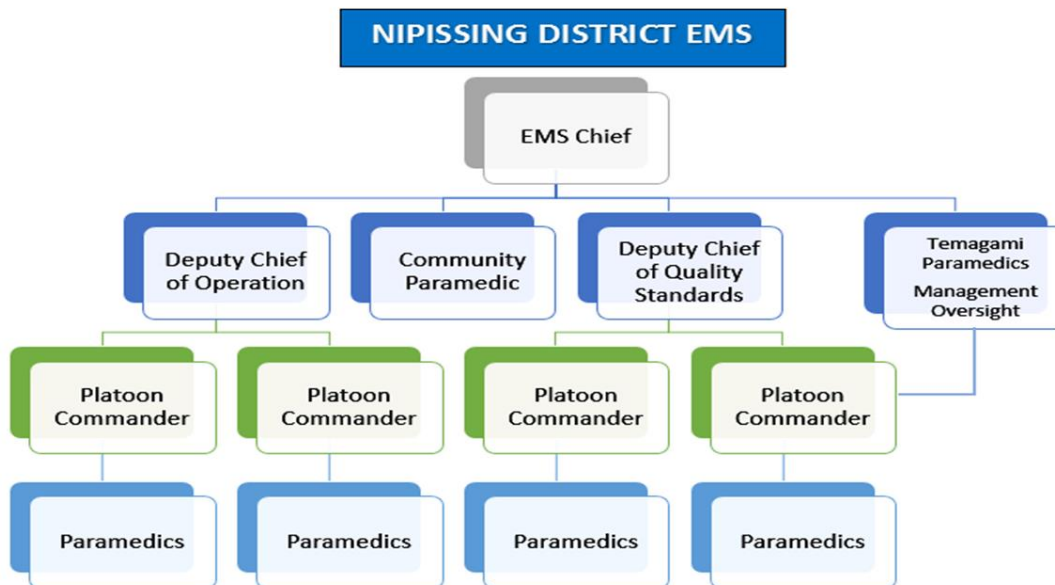 NIPISSING DISTRICT EMS
EMS Chief
Deputy Chief
of Operation
Community
Paramedic
Deputy Chief
of Quality
Standards
Temagami
Paramedics
Management
Oversight
Platoon
Commander
Platoon
Commander
Platoon
Commander
Platoon
Commander
Paramedics
Paramedics
Paramedics
Paramedics